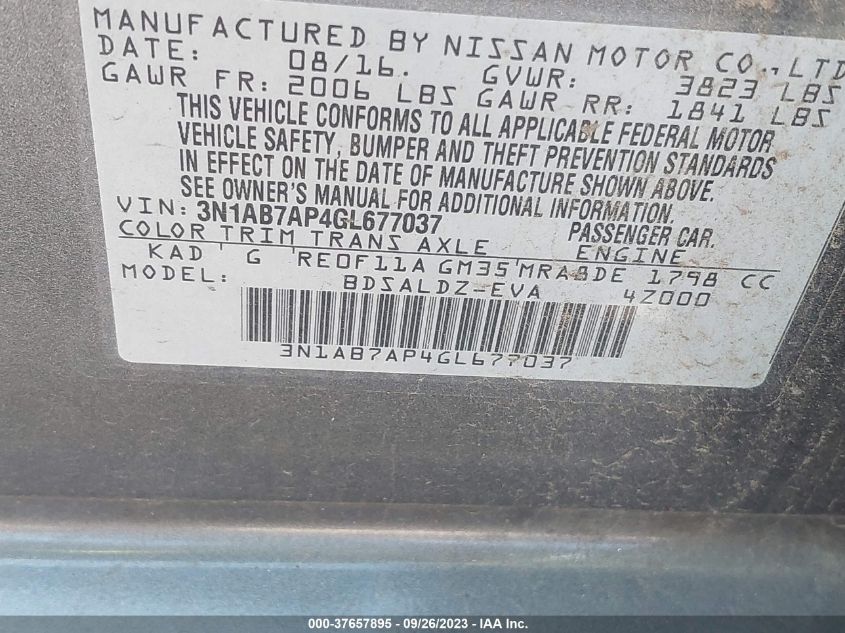 MANUFACTURED BY NISSAN MOTOR CO., LTD
DATE: 08/16. GVWR: 3823 LBS
GAWR FR: 2006 LBS GAWR RR: 1841 LBS
THIS VEHICLE CONFORMS TO ALL APPLICABLE FEDERAL MOTOR
VEHICLE SAFETY, BUMPER AND THEFT PREVENTION STANDARDS
IN EFFECT ON THE DATE OF MANUFACTURE SHOWN ABOVE.
SEE OWNER'S MANUAL FOR ADDITIONAL INFORMATION
VIN: 3N1AB7AP4GL677037 PASSENGER CAR.
COLOR TRIM TRANS AXLE ENGINE
KAD ' G 'RE0F11A GM35'MRA8DE 1798 CC
MODEL: BDSALDZ-EVA 4Z000
3N1AB7AP4GL677037
000-37657895 - 09/26/2023 - IAA Inc.